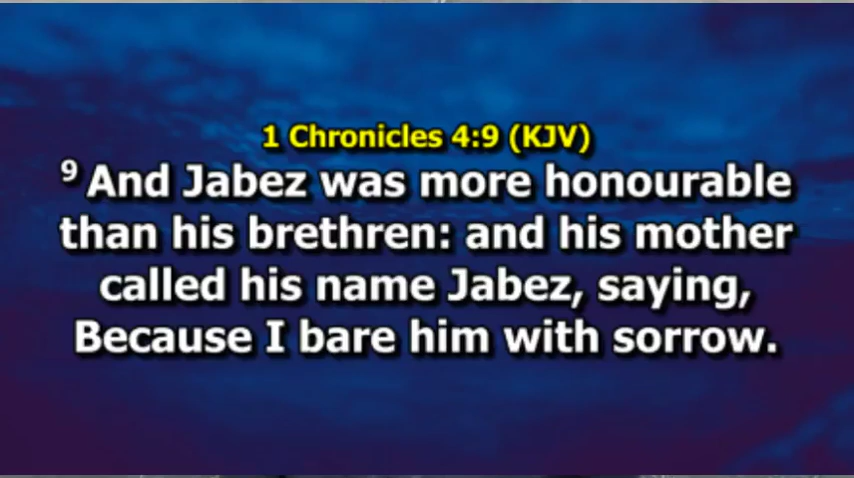 1 Chronicles 4:9 (KJV)
9 And Jabez was more honourable
than his brethren: and his mother
called his name Jabez, saying,
Because I bare him with sorrow.